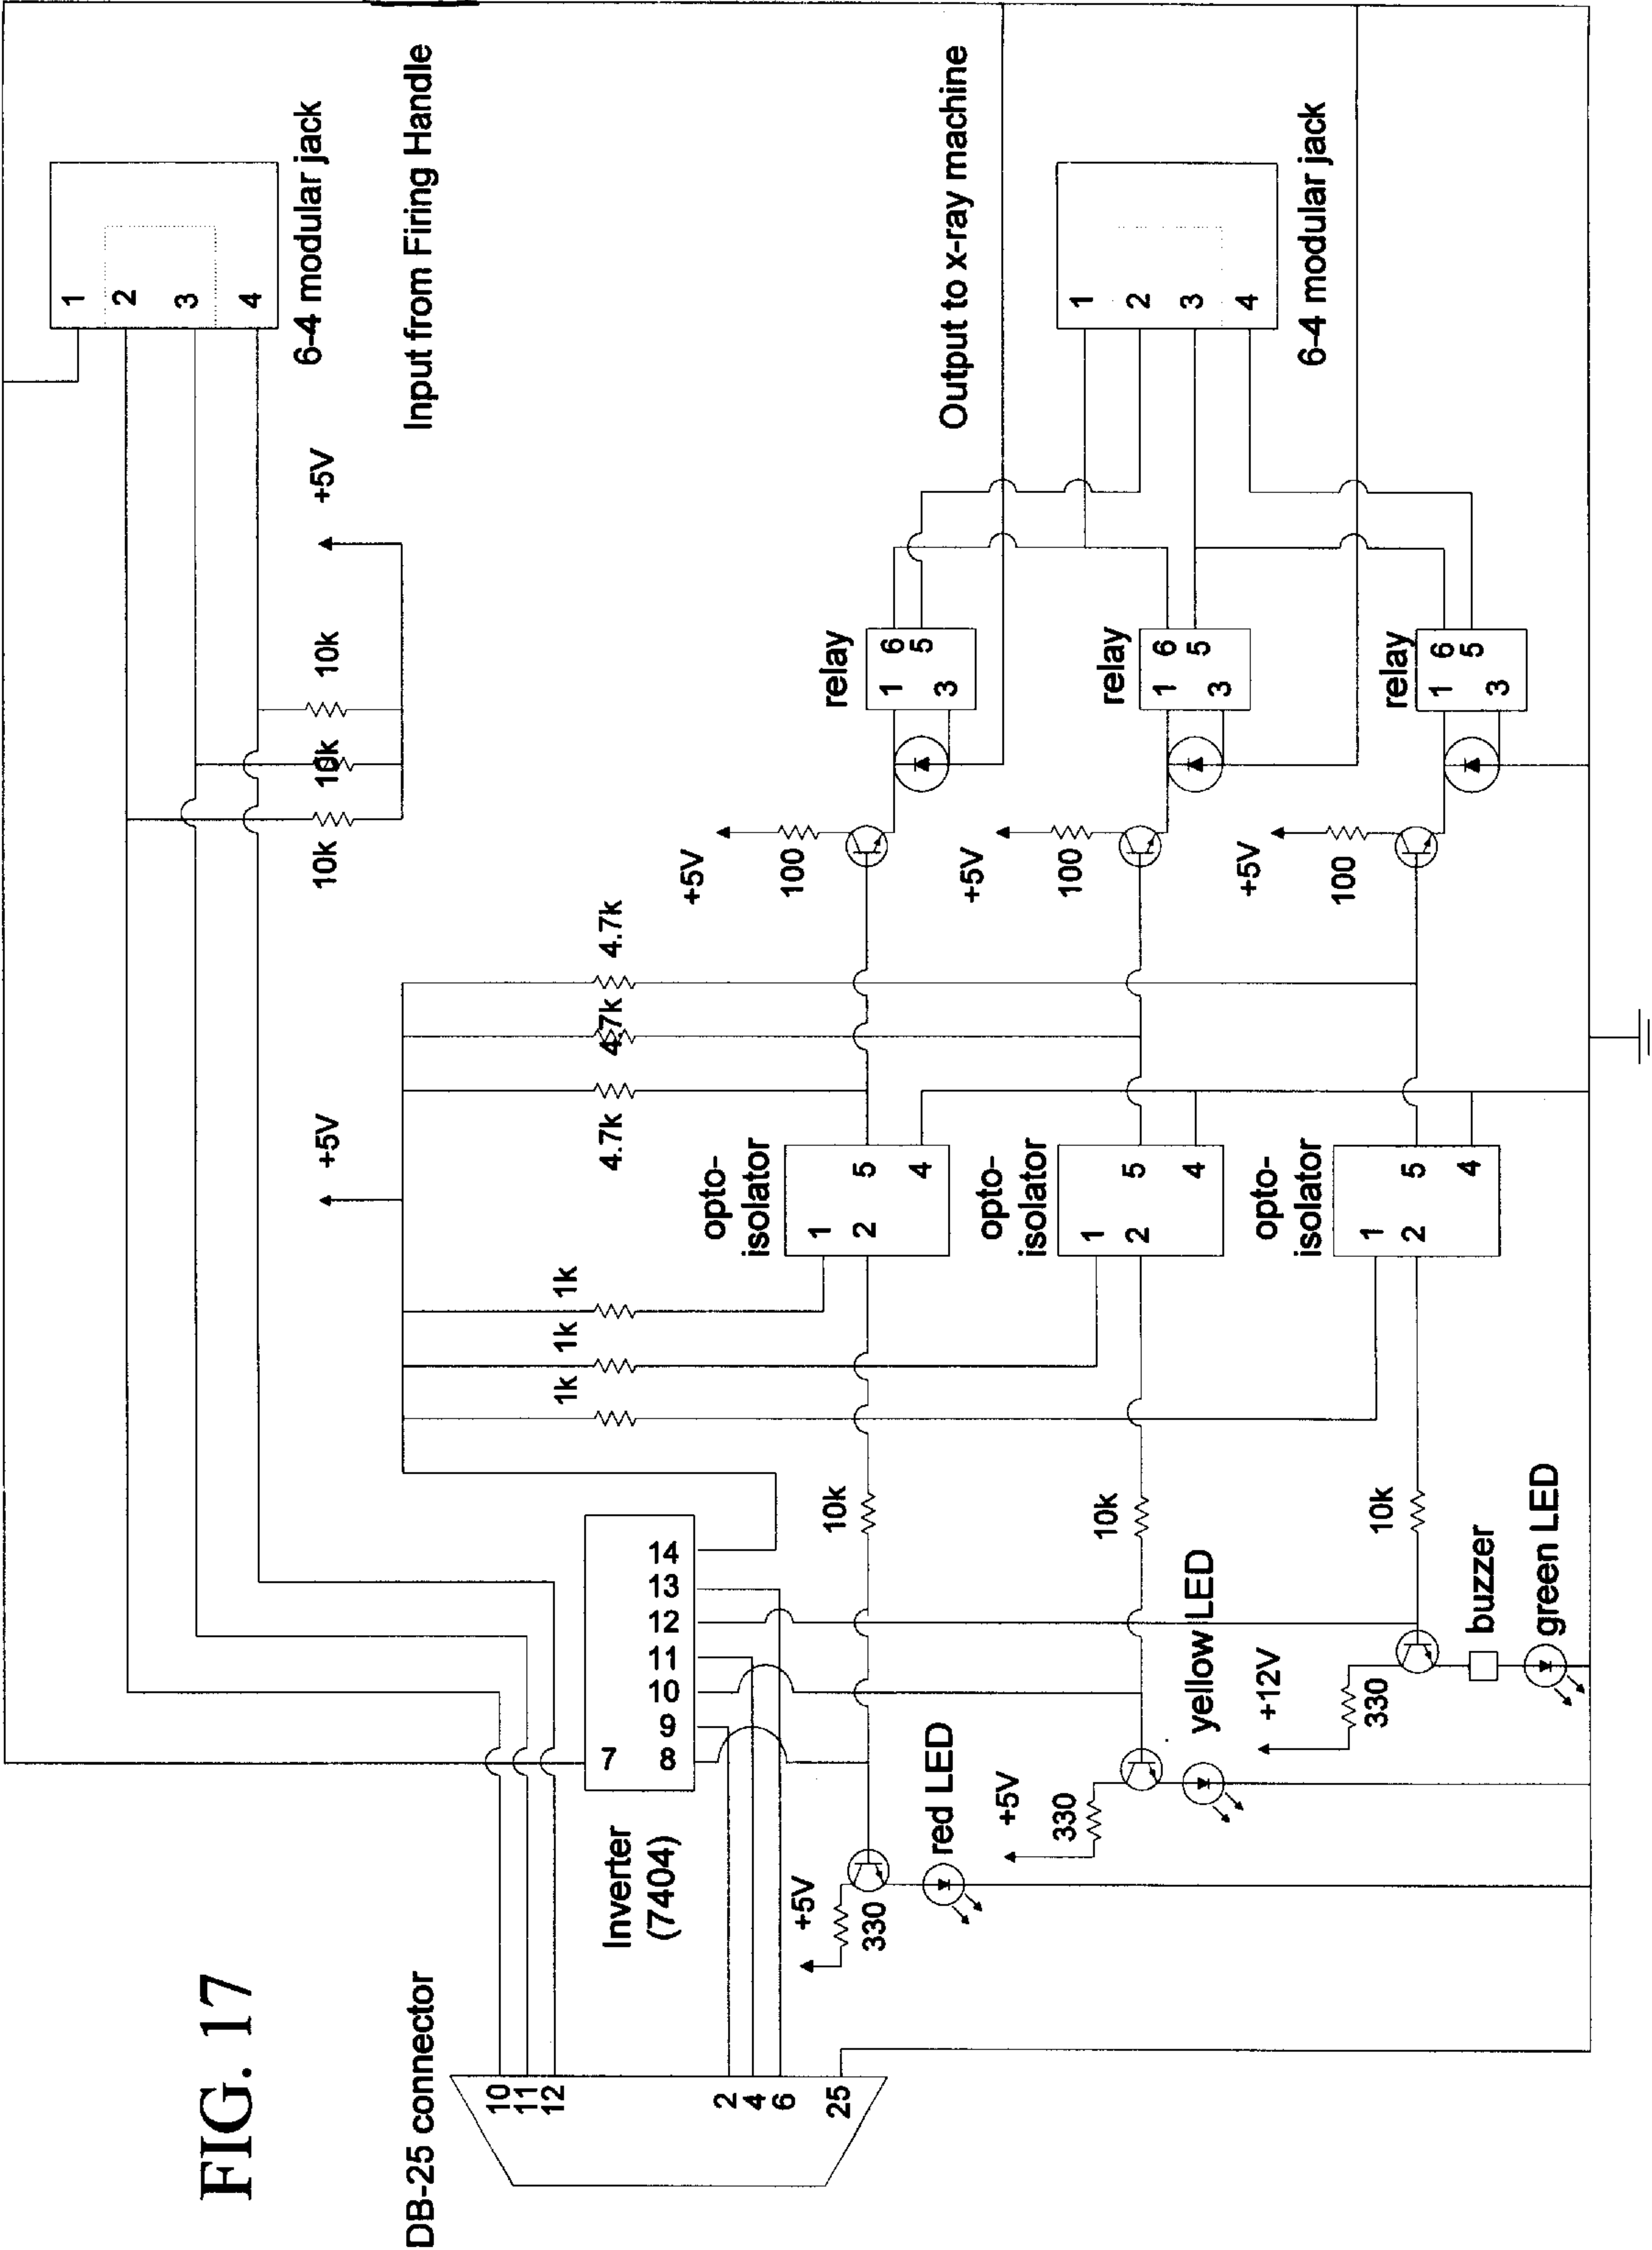 FIG. 17
DB-25 connector
10
11
12
2
4
6
25
Inverter
(7404)
7
8
9
10
11
12
13
14
+5V
330
red LED
+5V
330
yellow LED
+12V
330
buzzer
green LED
10k
10k
10k
1k
1k
1k
+5V
opto-
isolator
1
2
5
4
opto-
isolator
1
2
5
4
opto-
isolator
1
2
5
4
4.7k
4.7k
4.7k
+5V
100
+5V
100
+5V
100
relay
1
3
6
5
relay
1
3
6
5
relay
1
3
6
5
10k
10k
10k
+5V
Input from Firing Handle
6-4 modular jack
1
2
3
4
Output to x-ray machine
1
2
3
4
6-4 modular jack